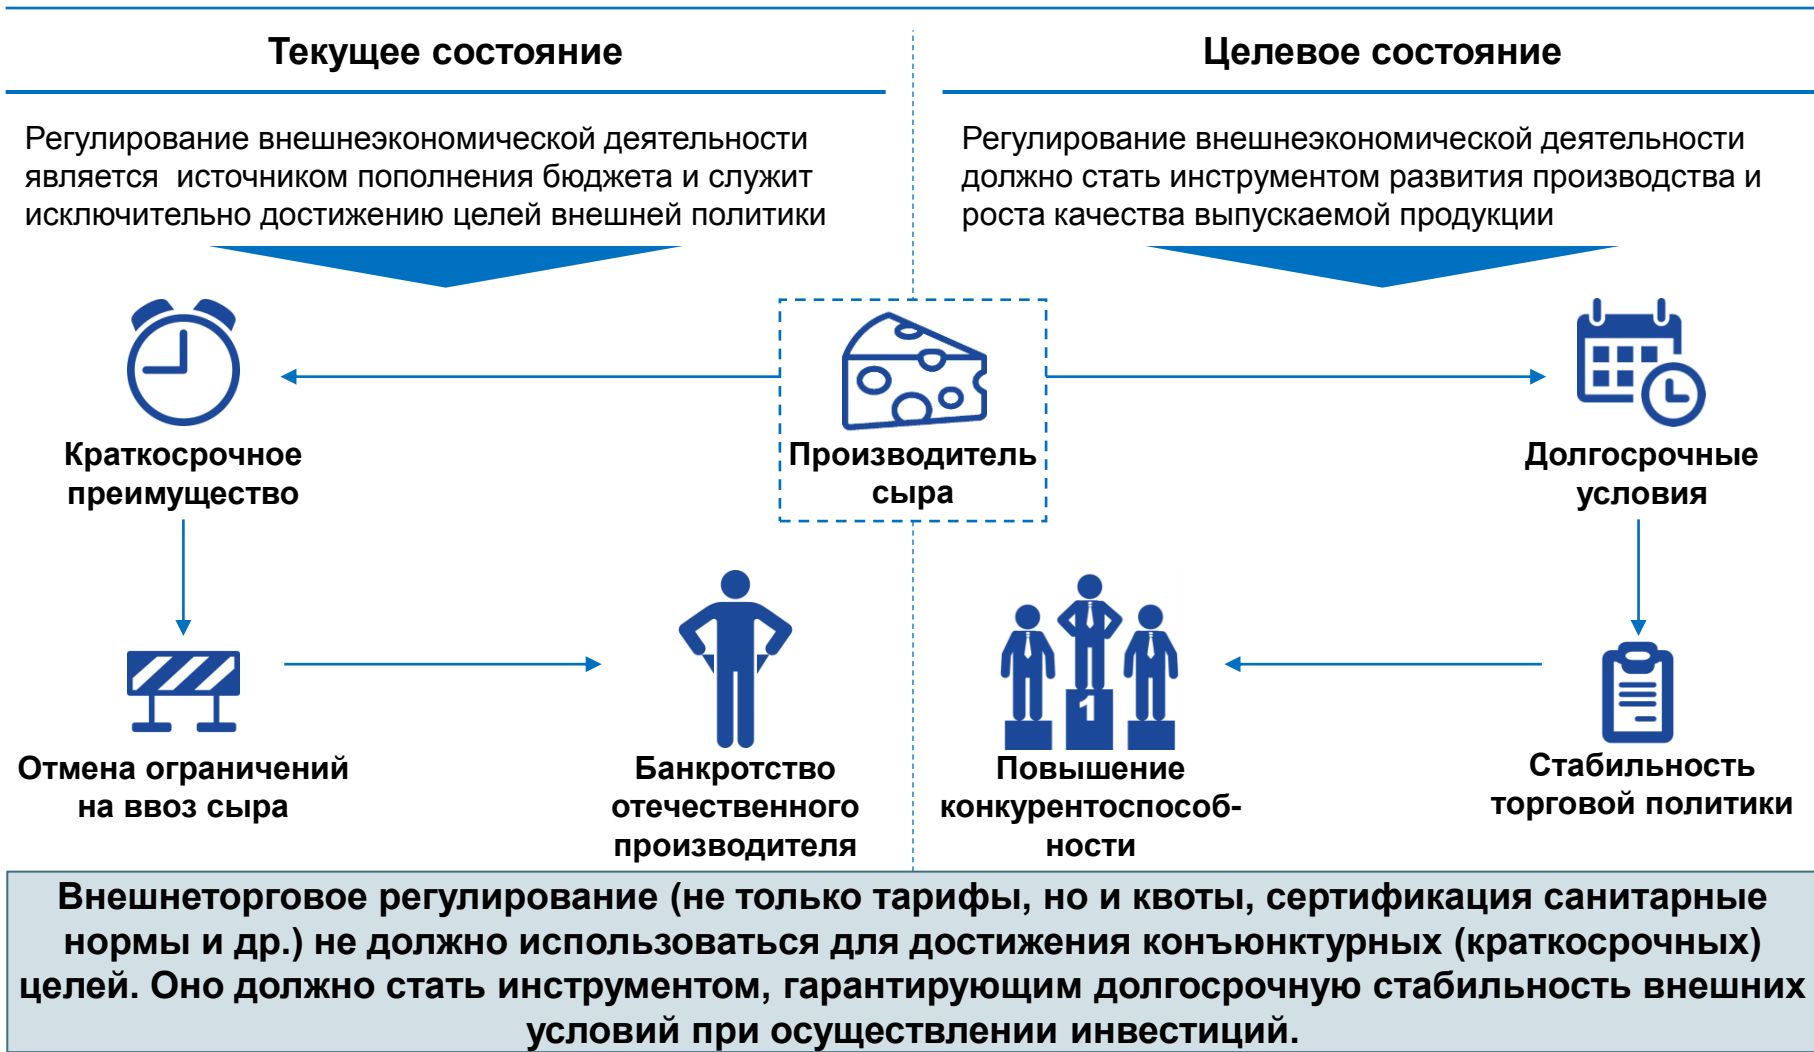 Текущее состояние
Целевое состояние
Регулирование внешнеэкономической деятельности
является  источником пополнения бюджета и служит
исключительно достижению целей внешней политики
Регулирование внешнеэкономической деятельности
должно стать инструментом развития производства и
роста качества выпускаемой продукции
Краткосрочное
преимущество
Производитель
сыра
Долгосрочные
условия
Отмена ограничений
на ввоз сыра
Банкротство
отечественного
производителя
1
Повышение
конкурентоспособ-
ности
Стабильность
торговой политики
Внешнеторговое регулирование (не только тарифы, но и квоты, сертификация санитарные
нормы и др.) не должно использоваться для достижения конъюнктурных (краткосрочных)
целей. Оно должно стать инструментом, гарантирующим долгосрочную стабильность внешних
условий при осуществлении инвестиций.